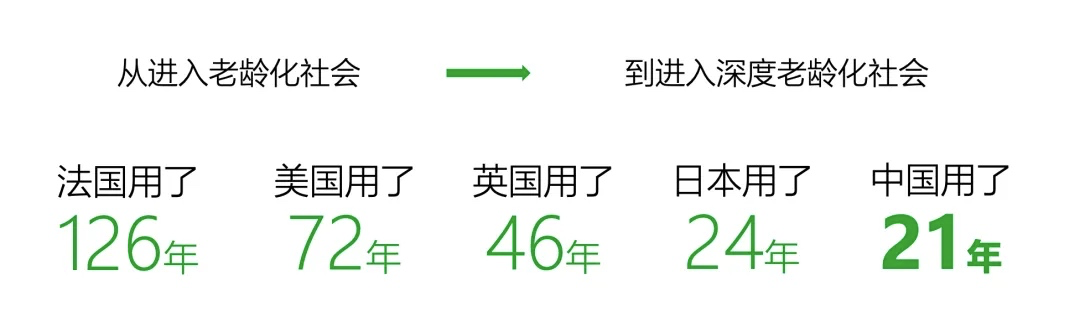 从进入老龄化社会
到进入深度老龄化社会
法国用了
126年
美国用了
72年
英国用了
46年
日本用了
24年
中国用了
21年